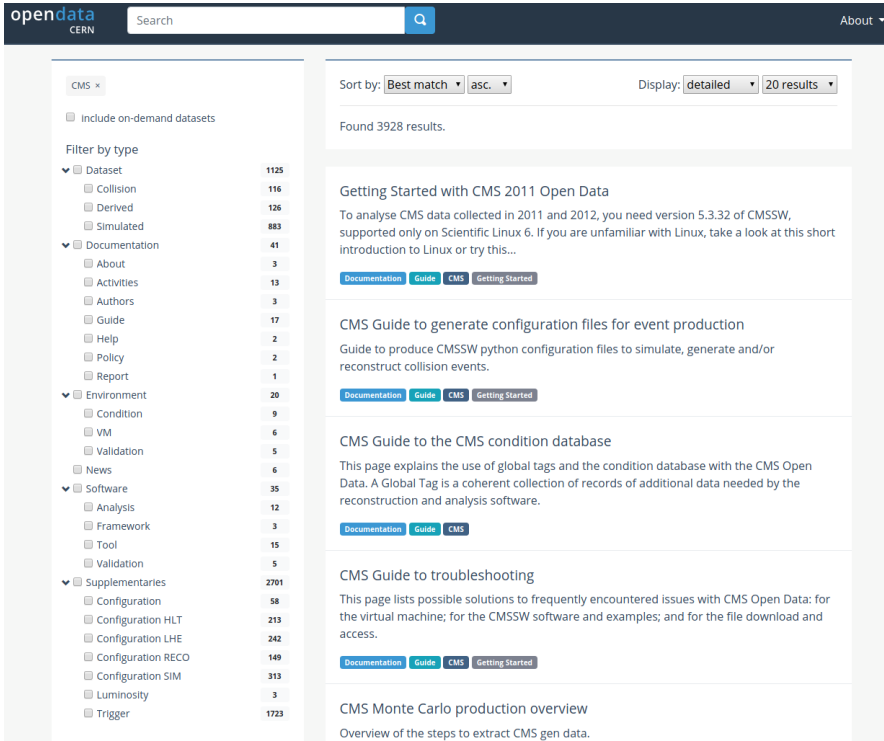 opendata
CERN
Search
About
CMS ×
Include on-demand datasets
Filter by type
Dataset 1125
Collision 116
Derived 126
Simulated 883
Documentation 41
About 3
Activities 13
Authors 3
Guide 17
Help 2
Policy 2
Report 1
Environment 20
Condition 9
VM 6
Validation 5
News 6
Software 35
Analysis 12
Framework 3
Tool 15
Validation 5
Supplementaries 2701
Configuration 58
Configuration HLT 213
Configuration LHE 242
Configuration RECO 149
Configuration SIM 313
Luminosity 3
Trigger 1723
Sort by: Best match asc. Display: detailed 20 results
Found 3928 results.
Getting Started with CMS 2011 Open Data
To analyse CMS data collected in 2011 and 2012, you need version 5.3.32 of CMSSW,
supported only on Scientific Linux 6. If you are unfamiliar with Linux, take a look at this short
introduction to Linux or try this...
Documentation Guide CMS Getting Started
CMS Guide to generate configuration files for event production
Guide to produce CMSSW python configuration files to simulate, generate and/or
reconstruct collision events.
Documentation Guide CMS Getting Started
CMS Guide to the CMS condition database
This page explains the use of global tags and the condition database with the CMS Open
Data. A Global Tag is a coherent collection of records of additional data needed by the
reconstruction and analysis software.
Documentation Guide CMS
CMS Guide to troubleshooting
This page lists possible solutions to frequently encountered issues with CMS Open Data: for
the virtual machine; for the CMSSW software and examples; and for the file download and
access.
Documentation Guide CMS Getting Started
CMS Monte Carlo production overview
Overview of the steps to extract CMS gen data.